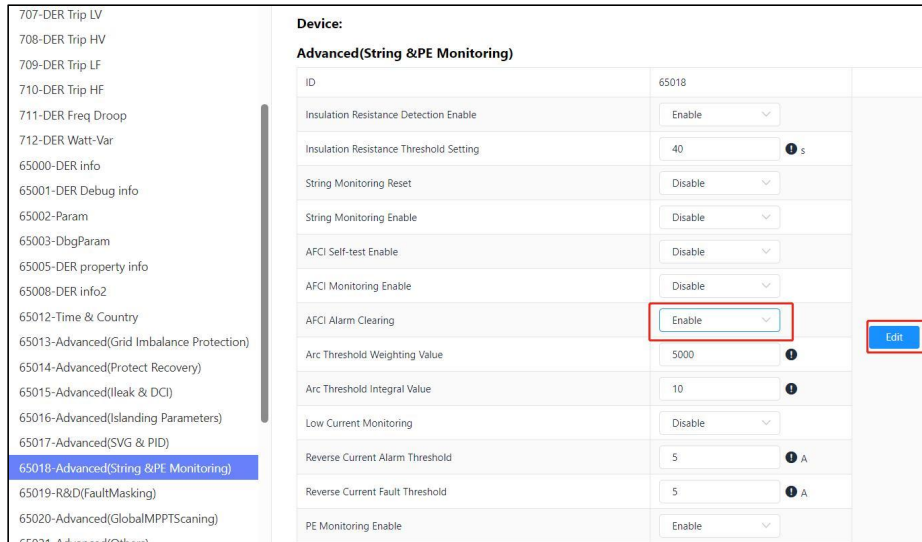 707-DER Trip LV
708-DER Trip HV
709-DER Trip LF
710-DER Trip HF
711-DER Freq Droop
712-DER Watt-Var
65000-DER info
65001-DER Debug info
65002-Param
65003-DbgParam
65005-DER property info
65008-DER info2
65012-Time & Country
65013-Advanced(Grid Imbalance Protection)
65014-Advanced(Protect Recovery)
65015-Advanced(Ileak & DCI)
65016-Advanced(Islanding Parameters)
65017-Advanced(SVG & PID)
65018-Advanced(String &PE Monitoring)
65019-R&D(FaultMasking)
65020-Advanced(GlobalMPPTScaning)
65021-Advanced(Others)
Device:
Advanced(String &PE Monitoring)
ID 65018
Insulation Resistance Detection Enable Enable
Insulation Resistance Threshold Setting 40 s
String Monitoring Reset Disable
String Monitoring Enable Disable
AFCI Self-test Enable Disable
AFCI Monitoring Enable Disable
AFCI Alarm Clearing Enable
Edit
Arc Threshold Weighting Value 5000
Arc Threshold Integral Value 10
Low Current Monitoring Disable
Reverse Current Alarm Threshold 5 A
Reverse Current Fault Threshold 5 A
PE Monitoring Enable Enable